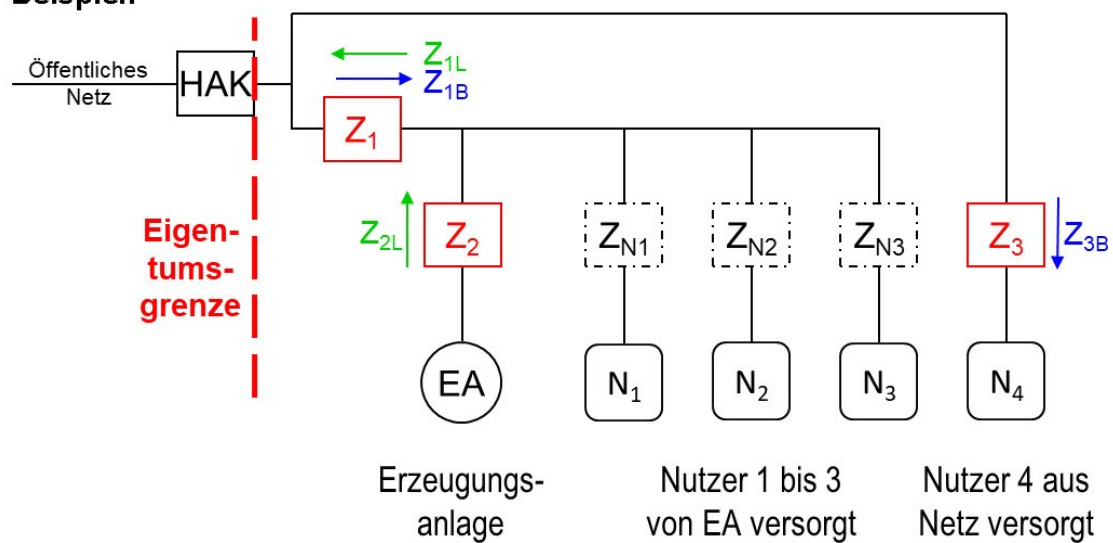 Beispiel:
Öffentliches
Netz
HAK
Z1L
Z1B
Z1
Eigen-
tums-
grenze
Z2L
Z2
ZN1
ZN2
ZN3
Z3
Z3B
EA
N1
N2
N3
N4
Erzeugungs-
anlage
Nutzer 1 bis 3
von EA versorgt
Nutzer 4 aus
Netz versorgt